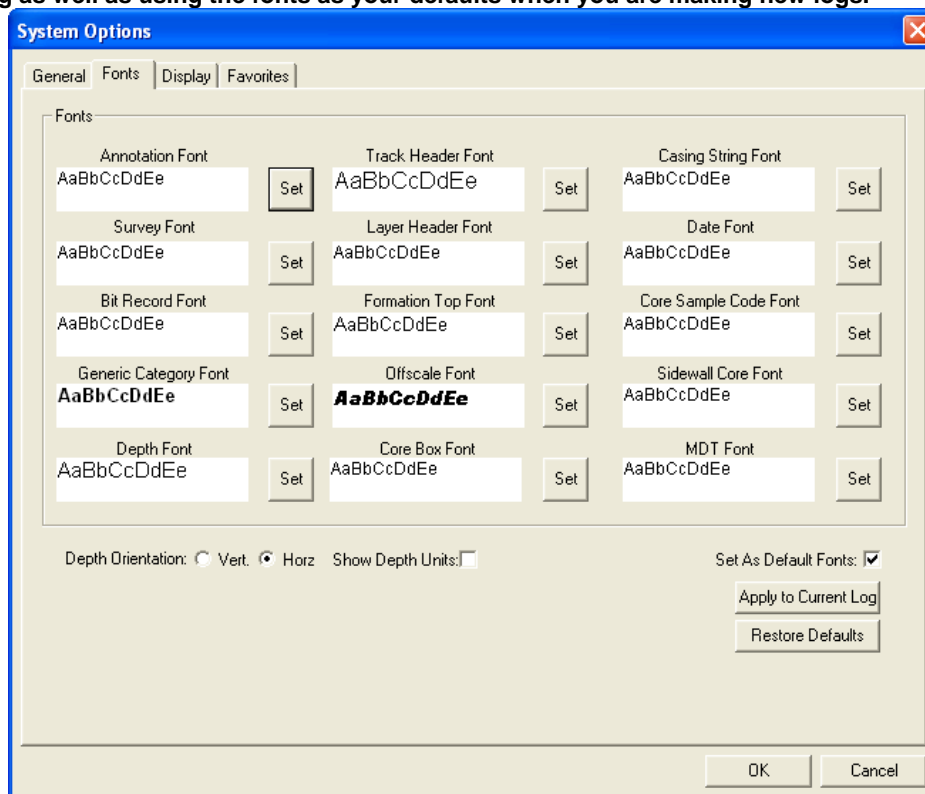 g as well as using the fonts as your defaults when you are making new logs.
System Options
General Fonts Display Favorites
Fonts
Annotation Font Track Header Font Casing String Font
AaBbCcDdEe Set AaBbCcDdEe Set AaBbCcDdEe Set
Survey Font Layer Header Font Date Font
AaBbCcDdEe Set AaBbCcDdEe Set AaBbCcDdEe Set
Bit Record Font Formation Top Font Core Sample Code Font
AaBbCcDdEe Set AaBbCcDdEe Set AaBbCcDdEe Set
Generic Category Font Offscale Font Sidewall Core Font
AaBbCcDdEe Set AaBbCcDdEe Set AaBbCcDdEe Set
Depth Font Core Box Font MDT Font
AaBbCcDdEe Set AaBbCcDdEe Set AaBbCcDdEe Set
Depth Orientation: Vert. Horz Show Depth Units: Set As Default Fonts:
Apply to Current Log
Restore Defaults
OK Cancel